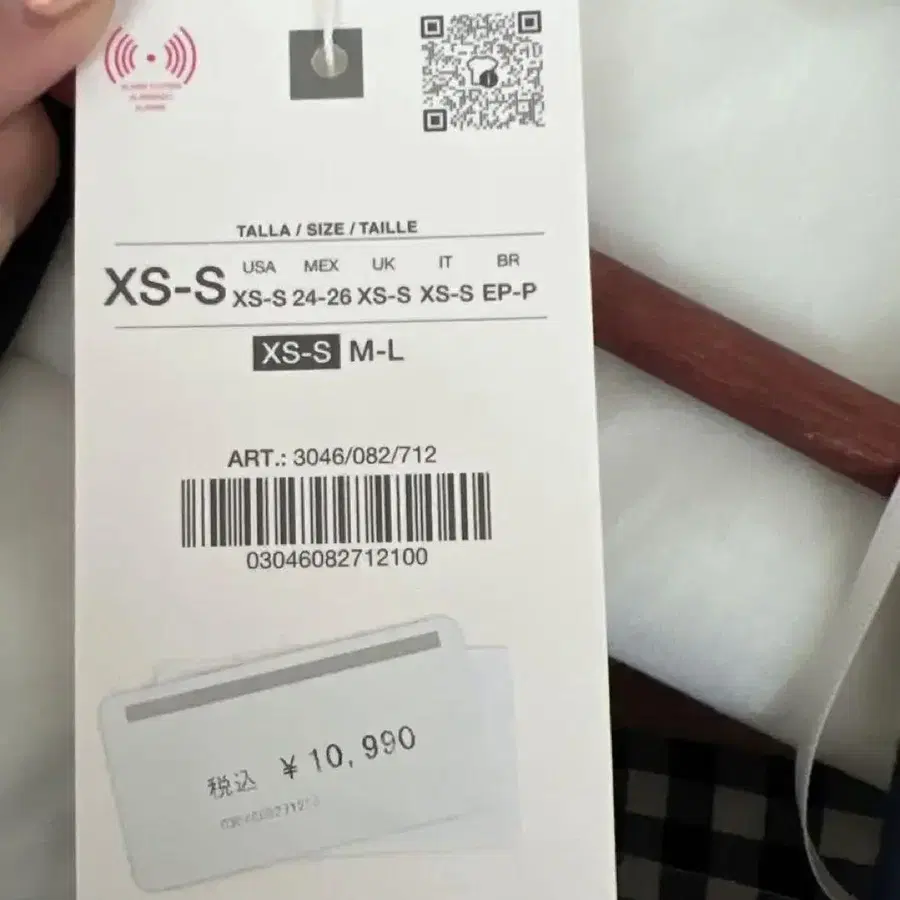 TALLA / SIZE / TAILLE
USA MEX UK IT BR
XS-S XS-S 24-26 XS-S XS-S EP-P
XS-S M-L
ART.: 3046/082/712
03046082712100
税込 ¥10,990